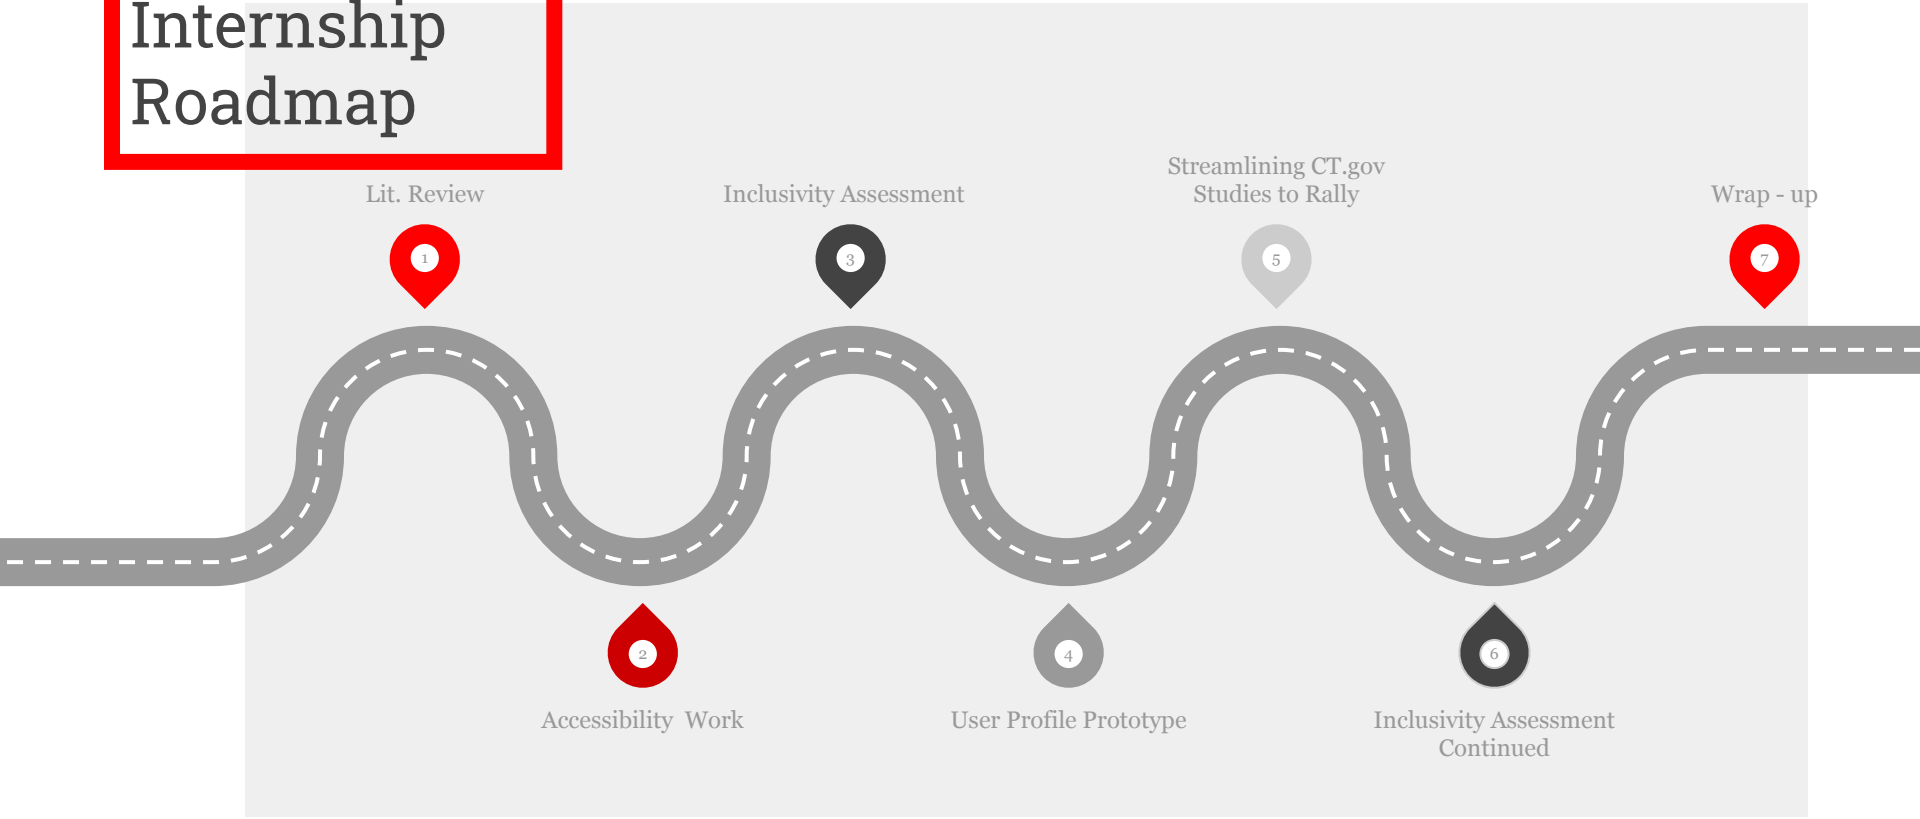 Internship
Roadmap
Lit. Review
1
Accessibility  Work
2
Inclusivity Assessment
3
User Profile Prototype
4
Streamlining CT.gov
Studies to Rally
5
Inclusivity Assessment
Continued
6
Wrap - up
7